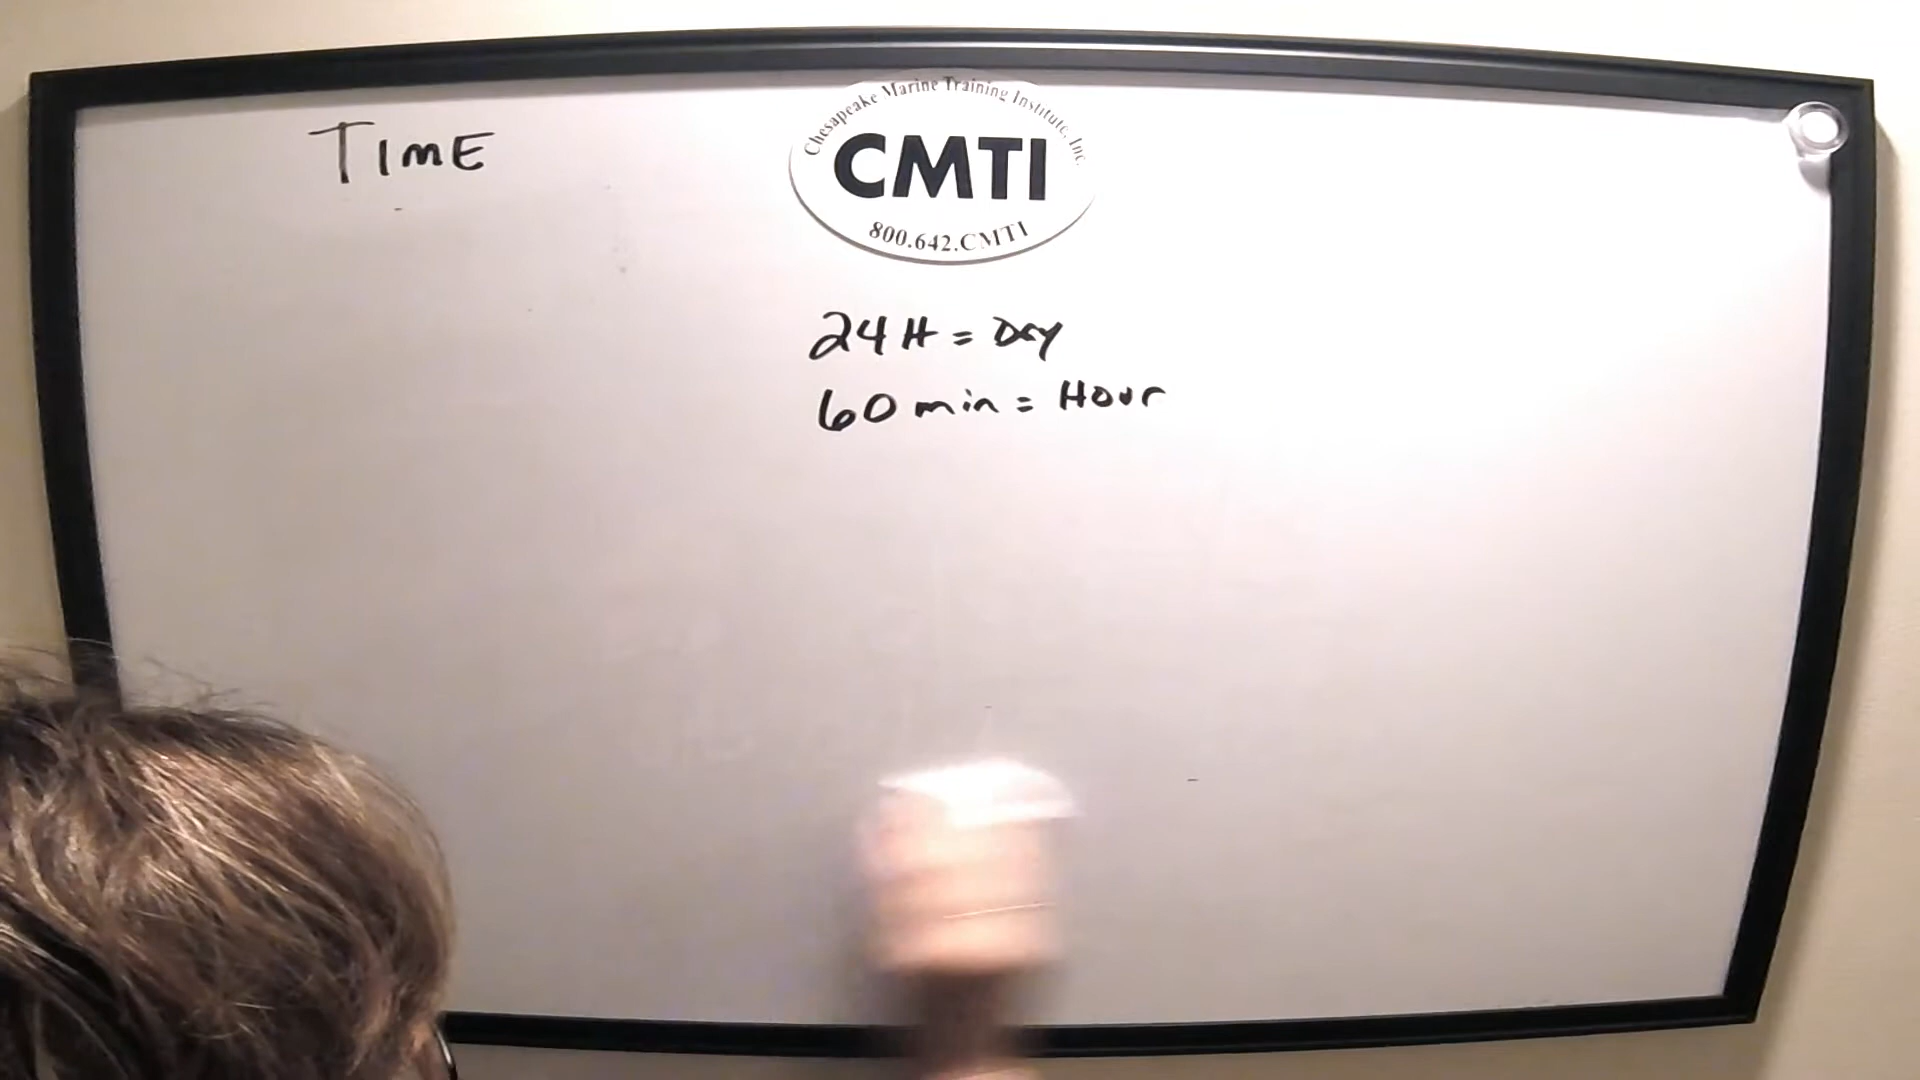 TIME
Chesapeake Marine Training Institute, Inc.
CMTI
800.642.CMTI
24 H = Day
60 min = Hour